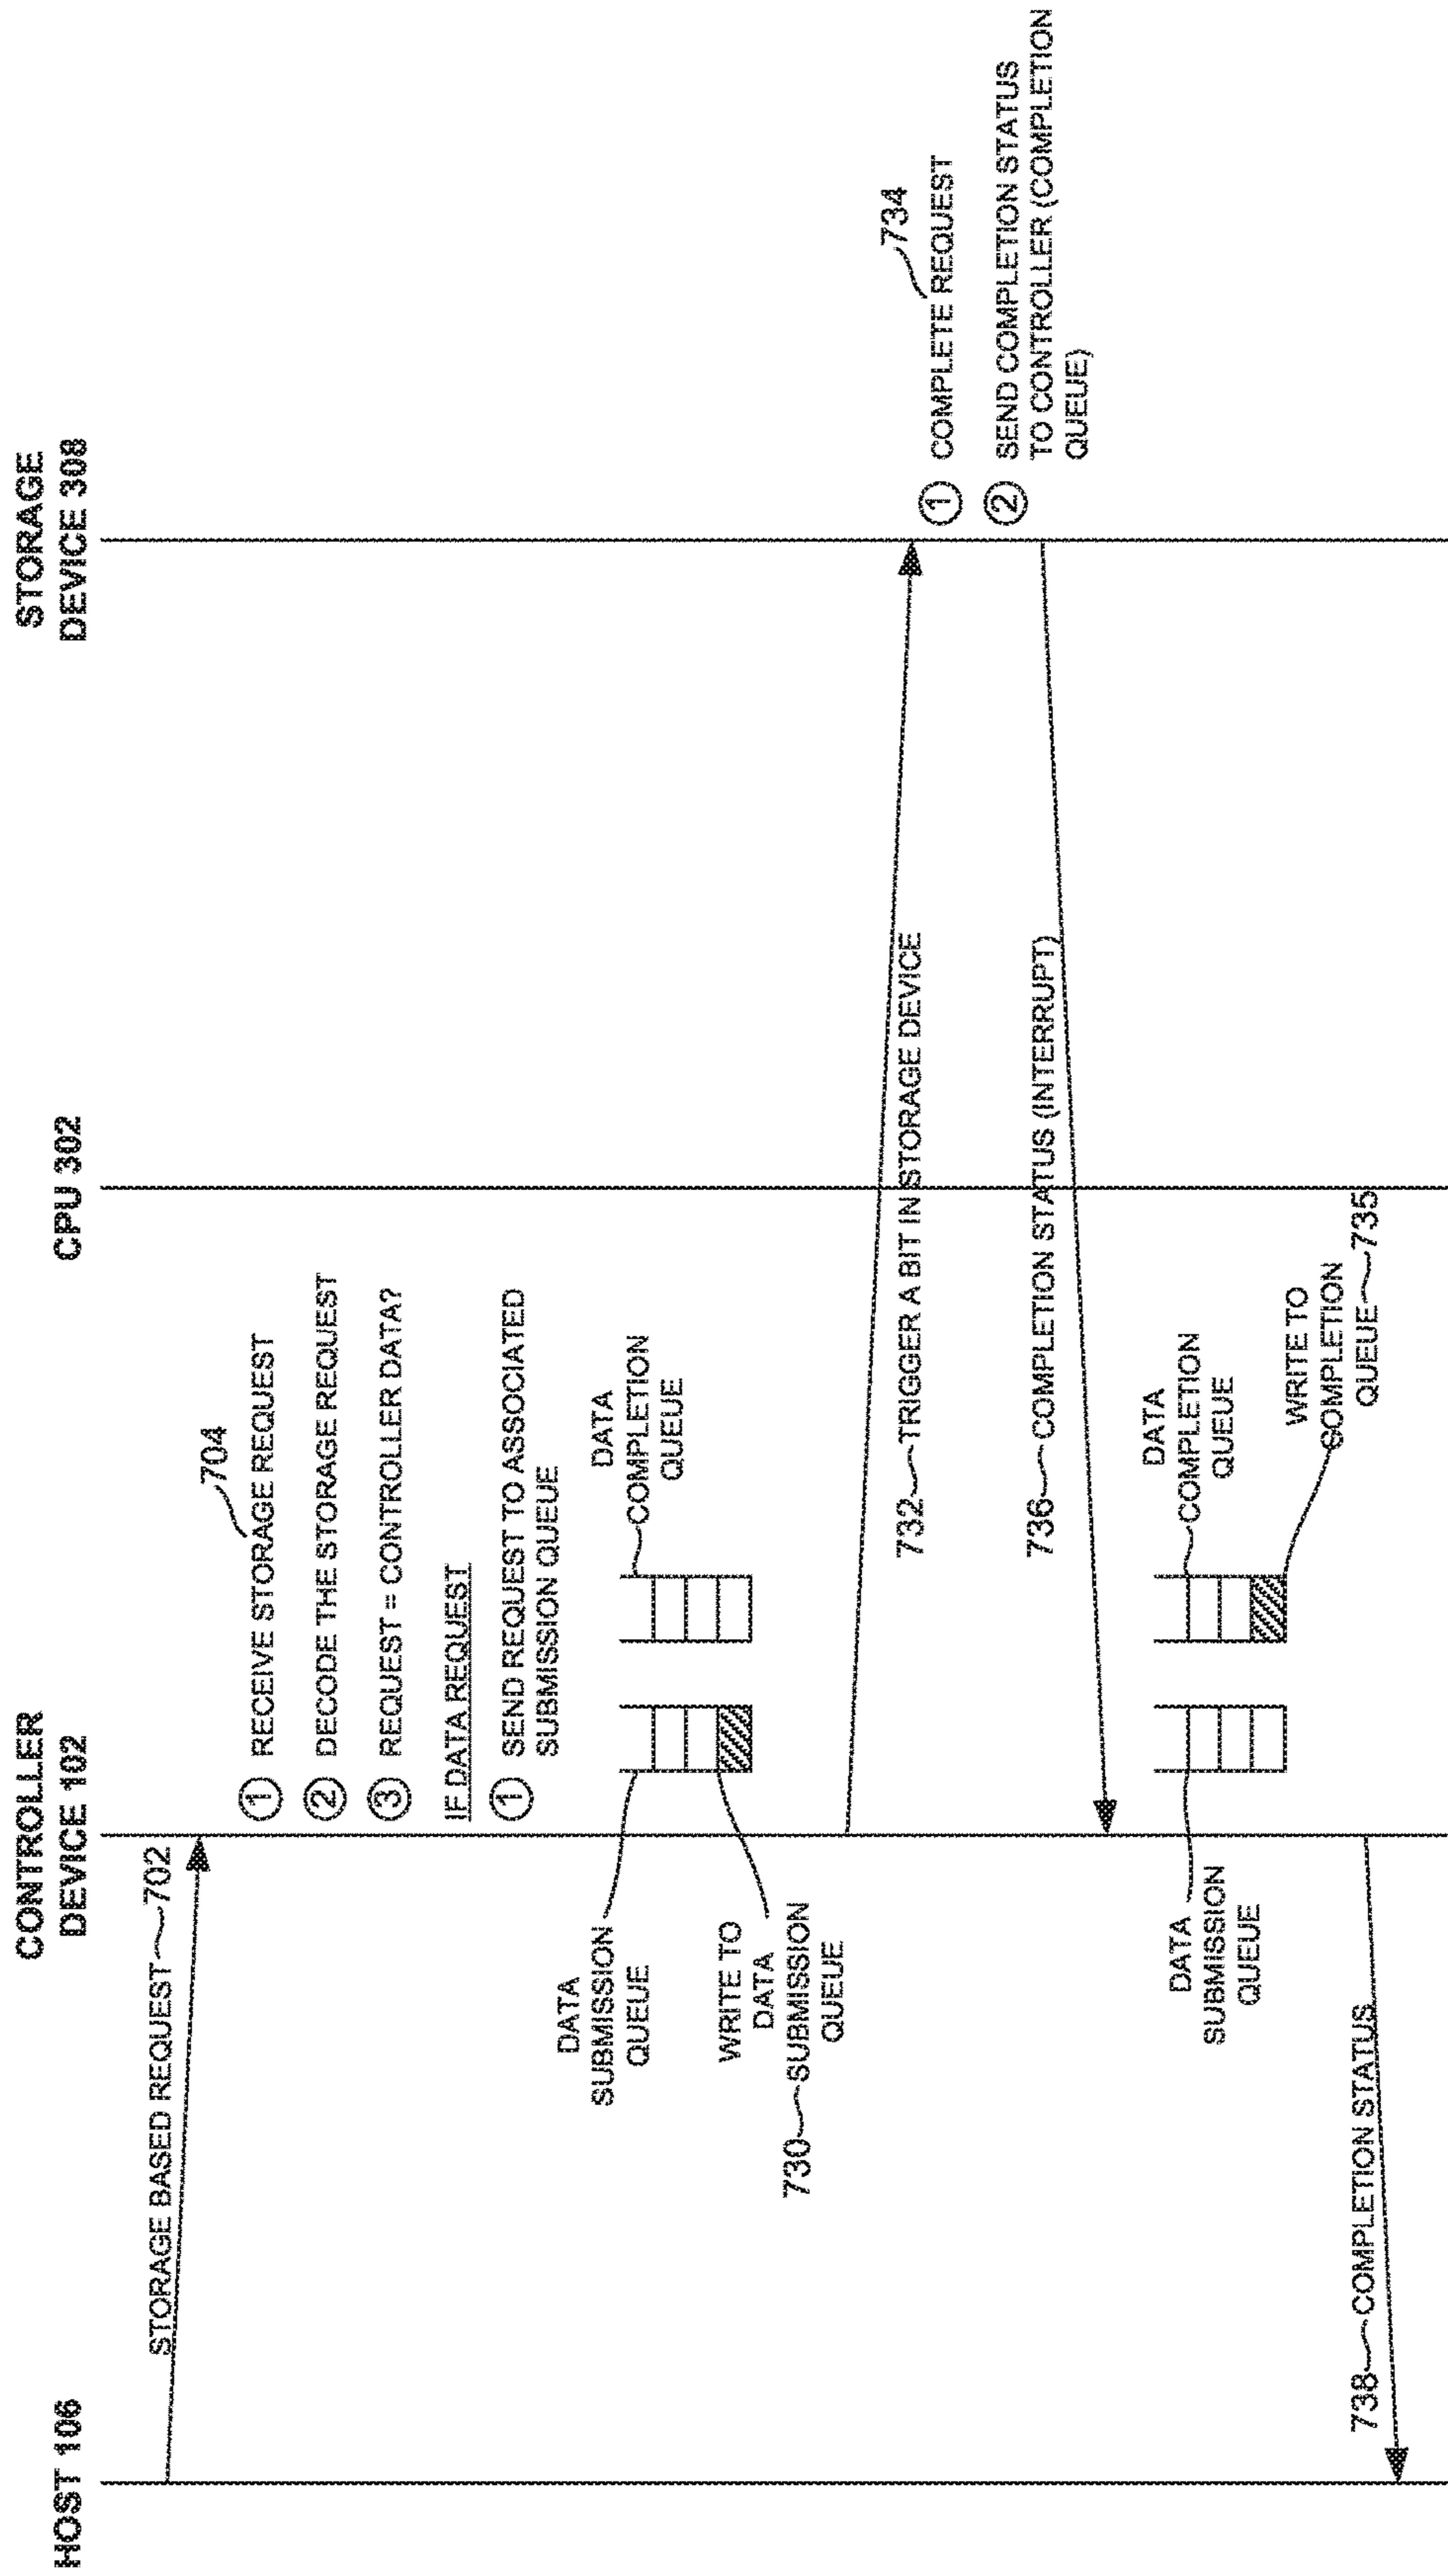 HOST 106
CONTROLLER
DEVICE 102
CPU 302
STORAGE
DEVICE 308
STORAGE BASED REQUEST 702
704
① RECEIVE STORAGE REQUEST
② DECODE THE STORAGE REQUEST
③ REQUEST = CONTROLLER DATA?
IF DATA REQUEST
① SEND REQUEST TO ASSOCIATED
SUBMISSION QUEUE
DATA
SUBMISSION
QUEUE
DATA
COMPLETION
QUEUE
WRITE TO
DATA
730 SUBMISSION
QUEUE
732 TRIGGER A BIT IN STORAGE DEVICE
734
① COMPLETE REQUEST
② SEND COMPLETION STATUS
TO CONTROLLER (COMPLETION
QUEUE)
736 COMPLETION STATUS (INTERRUPT)
DATA
SUBMISSION
QUEUE
DATA
COMPLETION
QUEUE
WRITE TO
COMPLETION
QUEUE 735
738 COMPLETION STATUS